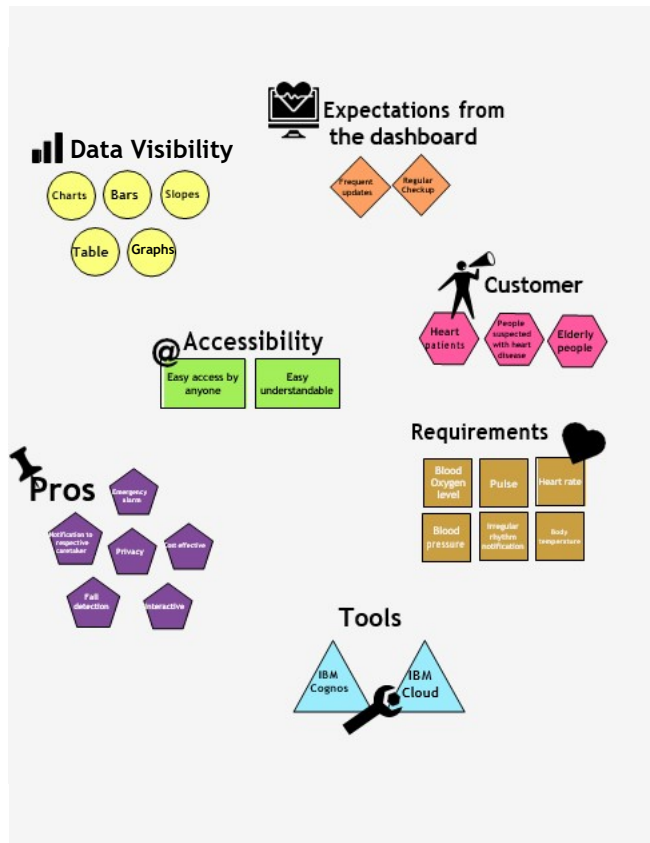 Expectations from
the dashboard
Frequent
updates
Regular
Checkup
Data Visibility
Charts
Bars
Slopes
Table
Graphs
Customer
Heart
patients
People
suspected
with heart
disease
Elderly
people
@
Accessibility
Easy access by
anyone
Easy
understandable
Requirements
Blood
Oxygen
level
Pulse
Heart rate
Blood
pressure
Irregular
rhythm
notification
Body
temperature
Pros
Emergency
alarm
Notification to
respective
caretaker
Privacy
Cost effective
Fall
detection
Interactive
Tools
IBM
Cognos
IBM
Cloud